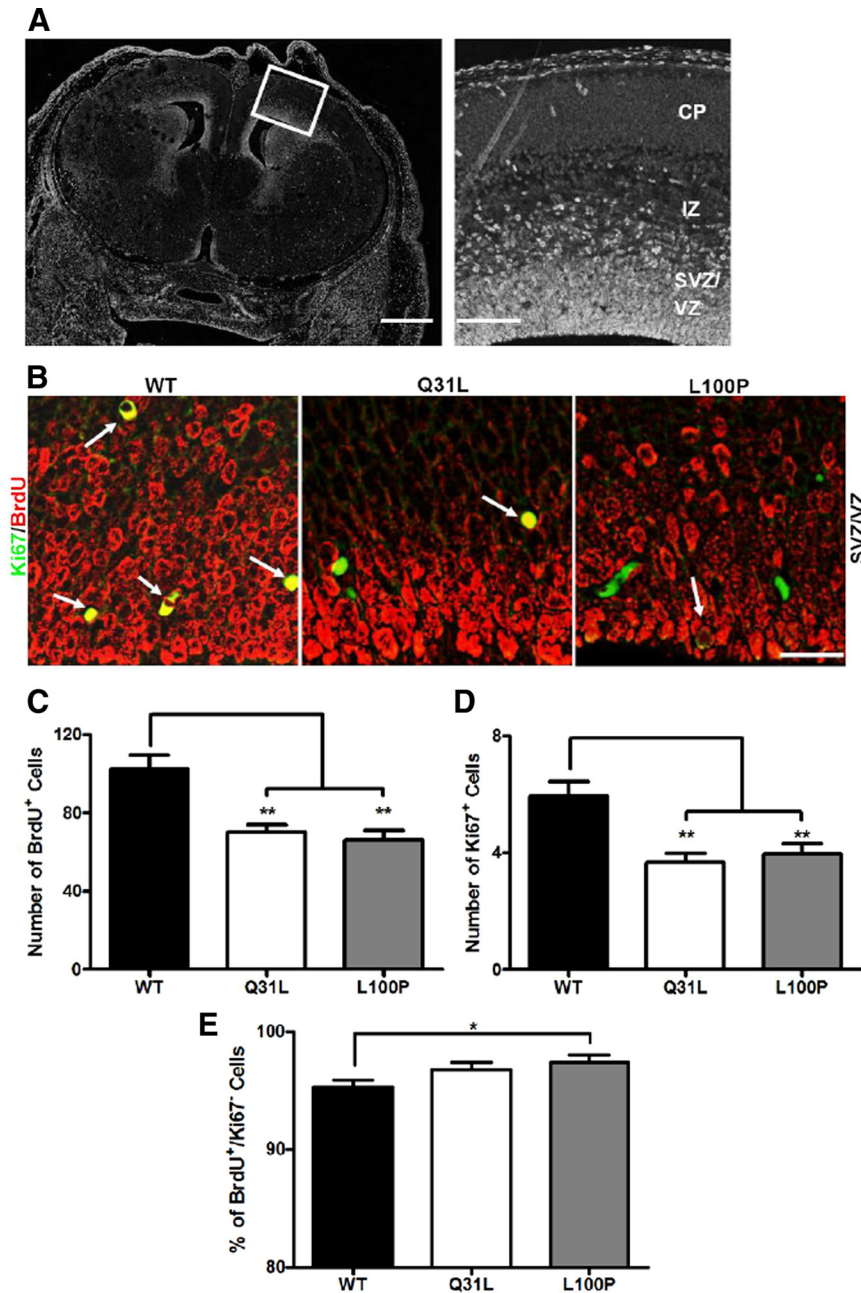 A
CP
IZ
SVZ/
VZ
B
WT
Q31L
L100P
Ki67/BrdU
SVZ/VZ
C
Number of BrdU+ Cells
120
80
40
0
**
**
WT
Q31L
L100P
D
Number of Ki67+ Cells
8
4
0
**
**
WT
Q31L
L100P
E
% of BrdU+/Ki67- Cells
100
90
80
*
WT
Q31L
L100P